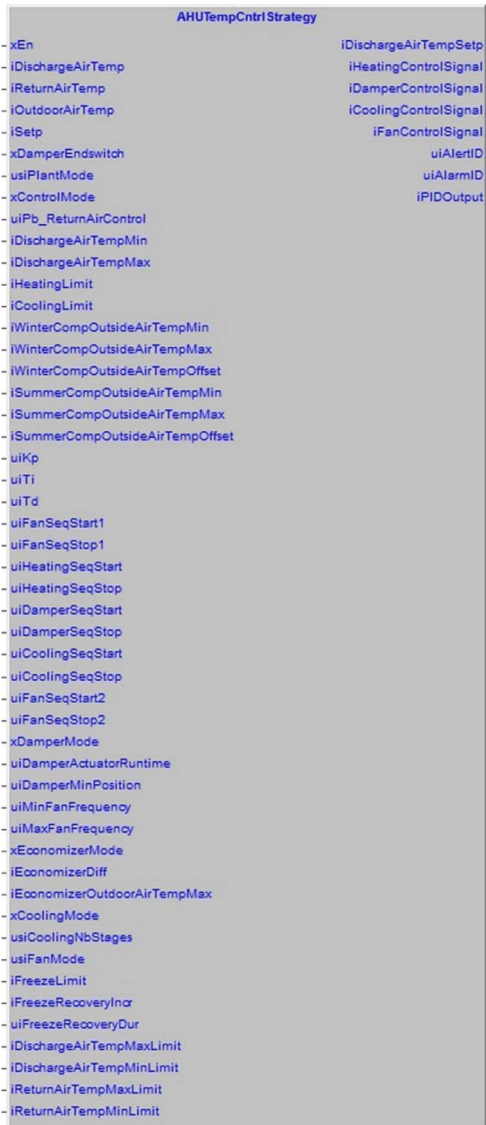 AHUTempCntrlStrategy
xEn iDischargeAirTempSetp
iDischargeAirTemp iHeatingControlSignal
iReturnAirTemp iDamperControlSignal
iOutdoorAirTemp iCoolingControlSignal
iSetp iFanControlSignal
xDamperEndswitch uiAlertID
usiPlantMode uiAlarmID
xControlMode iPIDOutput
uiPb_ReturnAirControl
iDischargeAirTempMin
iDischargeAirTempMax
iHeatingLimit
iCoolingLimit
iWinterCompOutsideAirTempMin
iWinterCompOutsideAirTempMax
iWinterCompOutsideAirTempOffset
iSummerCompOutsideAirTempMin
iSummerCompOutsideAirTempMax
iSummerCompOutsideAirTempOffset
uiKp
uiTi
uiTd
uiFanSeqStart1
uiFanSeqStop1
uiHeatingSeqStart
uiHeatingSeqStop
uiDamperSeqStart
uiDamperSeqStop
uiCoolingSeqStart
uiCoolingSeqStop
uiFanSeqStart2
uiFanSeqStop2
xDamperMode
uiDamperActuatorRuntime
uiDamperMinPosition
uiMinFanFrequency
uiMaxFanFrequency
xEconomizerMode
iEconomizerDiff
iEconomizerOutdoorAirTempMax
xCoolingMode
usiCoolingNbStages
usiFanMode
iFreezeLimit
iFreezeRecoveryIncr
uiFreezeRecoveryDur
iDischargeAirTempMaxLimit
iDischargeAirTempMinLimit
iReturnAirTempMaxLimit
iReturnAirTempMinLimit